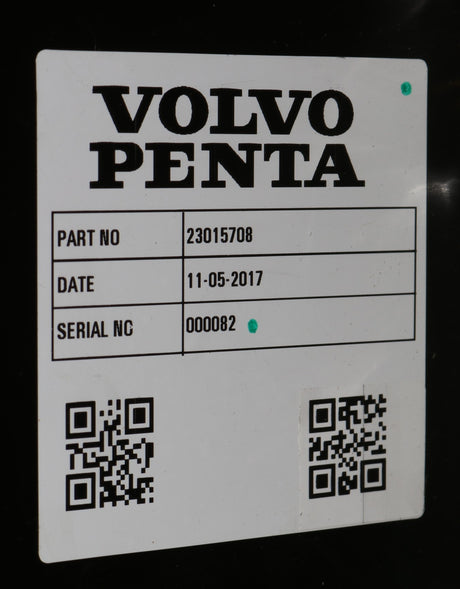 VOLVO
PENTA
PART NO 23015708
DATE 11-05-2017
SERIAL NO 000082